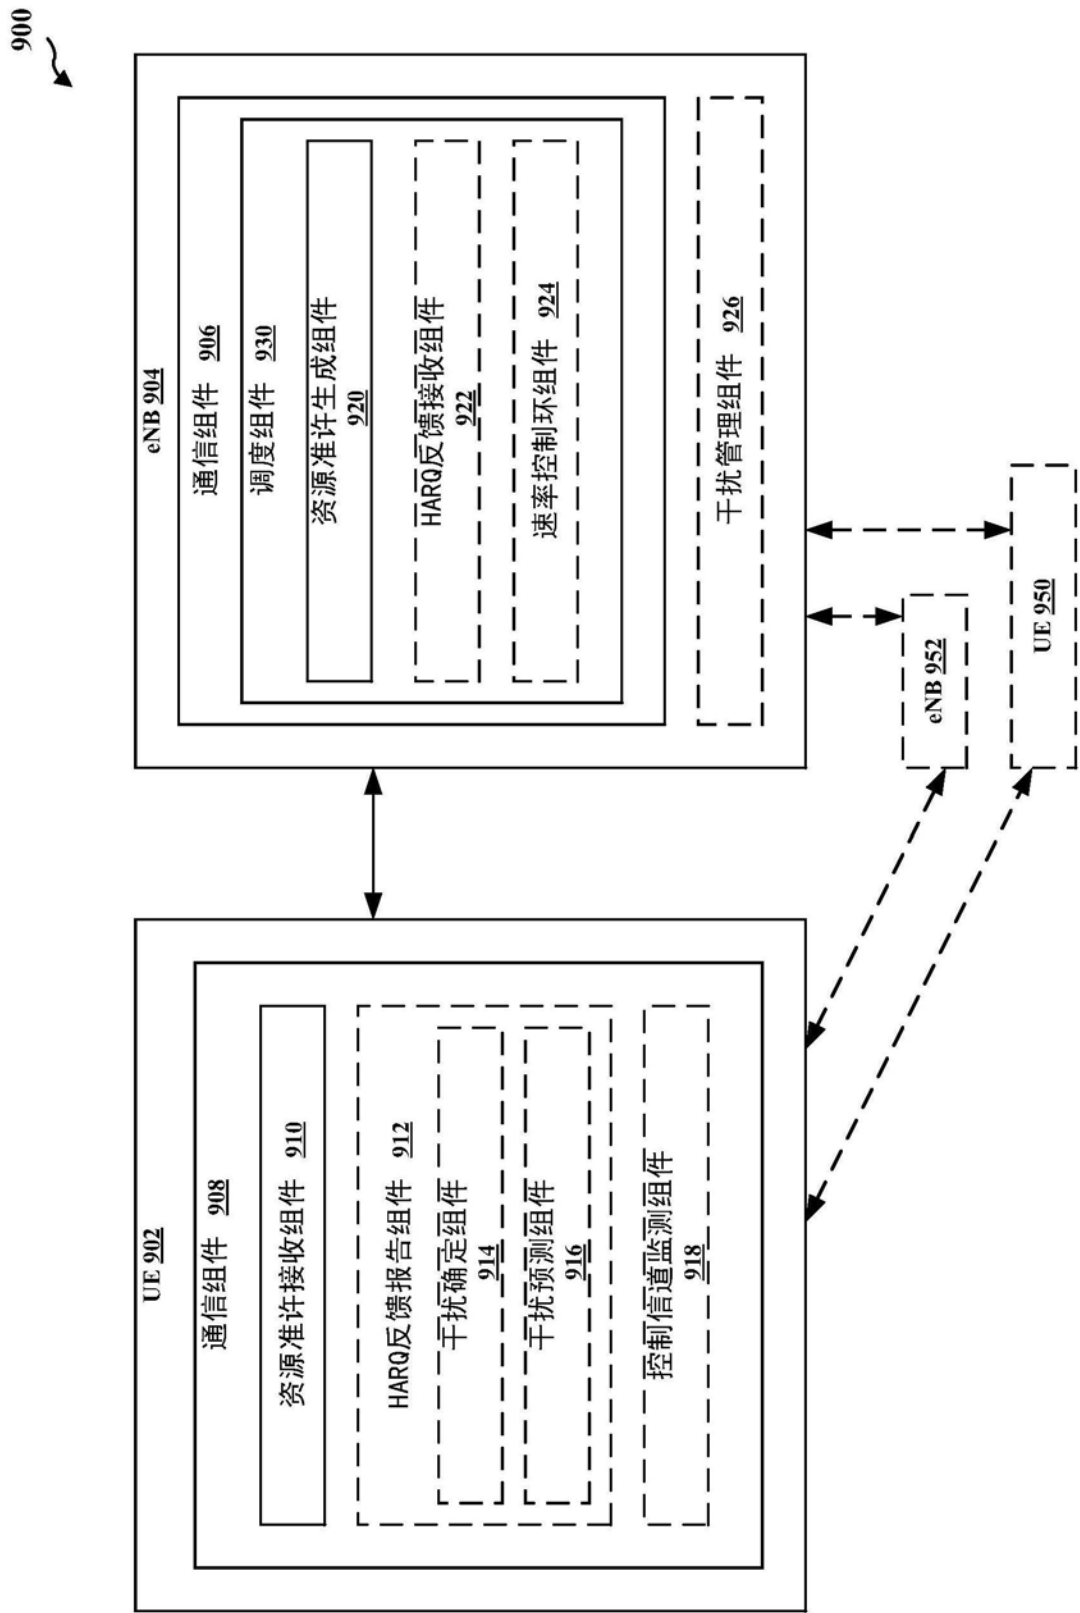 900
UE 902
通信组件 908
资源准许接收组件 910
HARQ反馈报告组件 912
干扰确定组件
914
干扰预测组件
916
控制信道监测组件
918
eNB 904
通信组件 906
调度组件 930
资源准许生成组件
920
HARQ反馈接收组件
922
速率控制环组件 924
干扰管理组件 926
eNB 952
UE 950